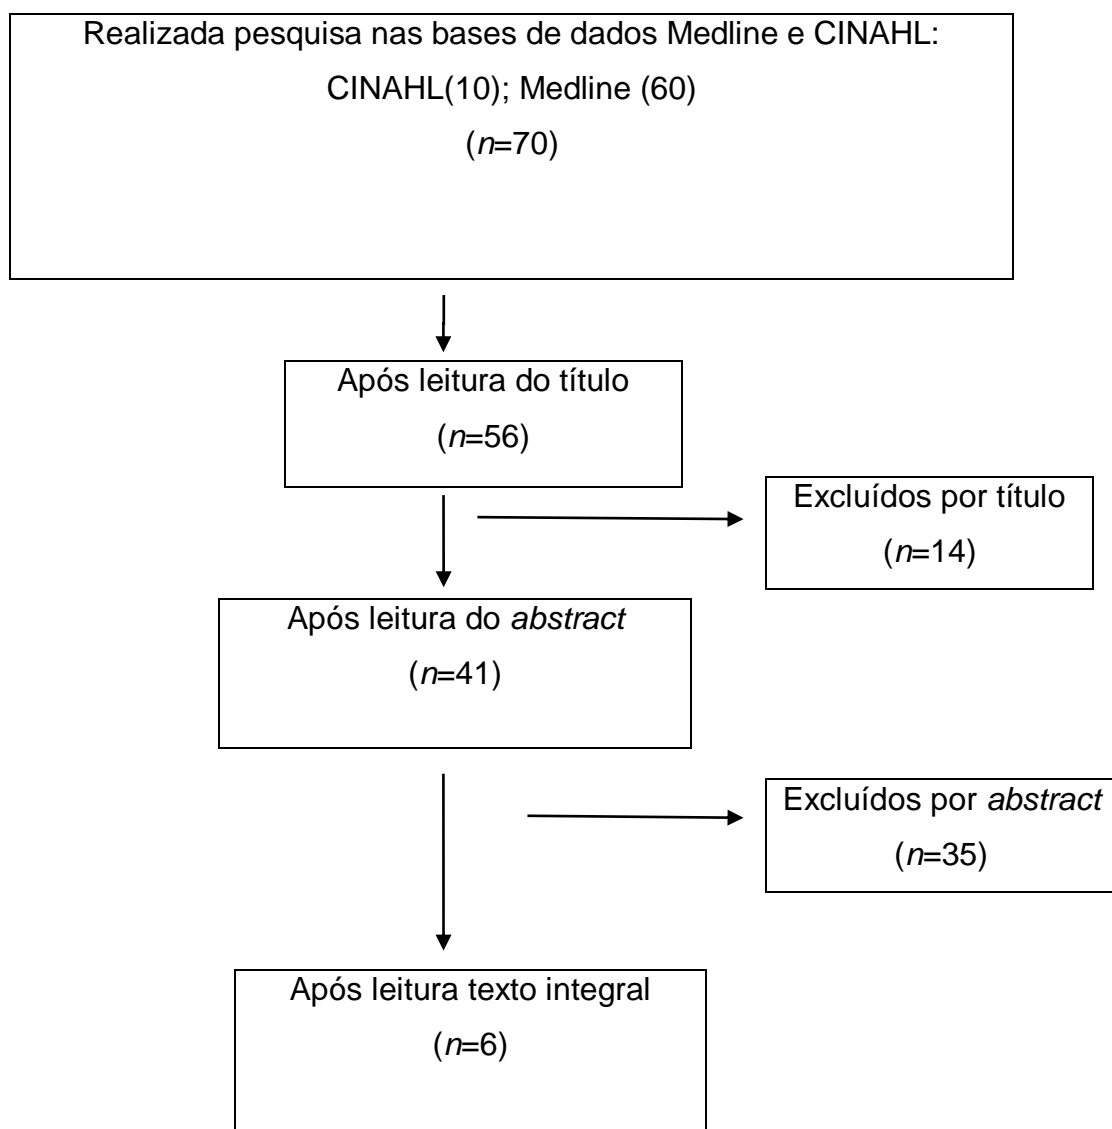 Realizada pesquisa nas bases de dados Medline e CINAHL:
CINAHL(10); Medline (60)
(n=70)
Após leitura do título
(n=56)
Excluídos por título
(n=14)
Após leitura do abstract
(n=41)
Excluídos por abstract
(n=35)
Após leitura texto integral
(n=6)